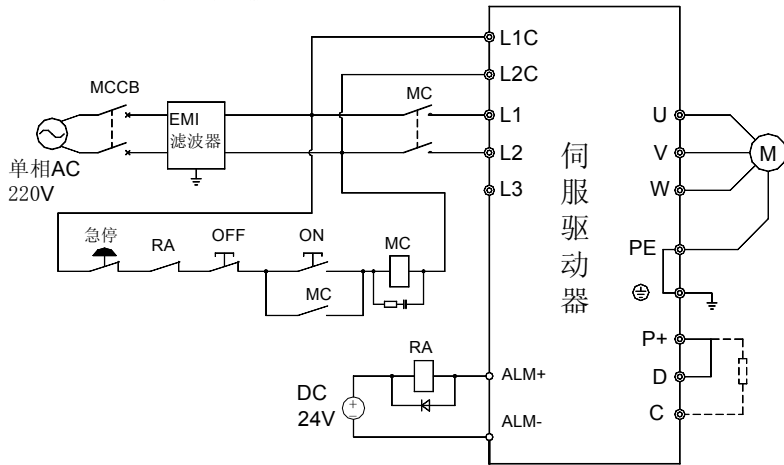 L1C
L2C
MCCB
MC
EMI
滤波器
L1
L2
L3
单相AC
220V
伺服驱动器
U
V
W
M
PE
急停
RA
OFF
ON
MC
MC
P+
D
C
RA
DC
24V
ALM+
ALM-